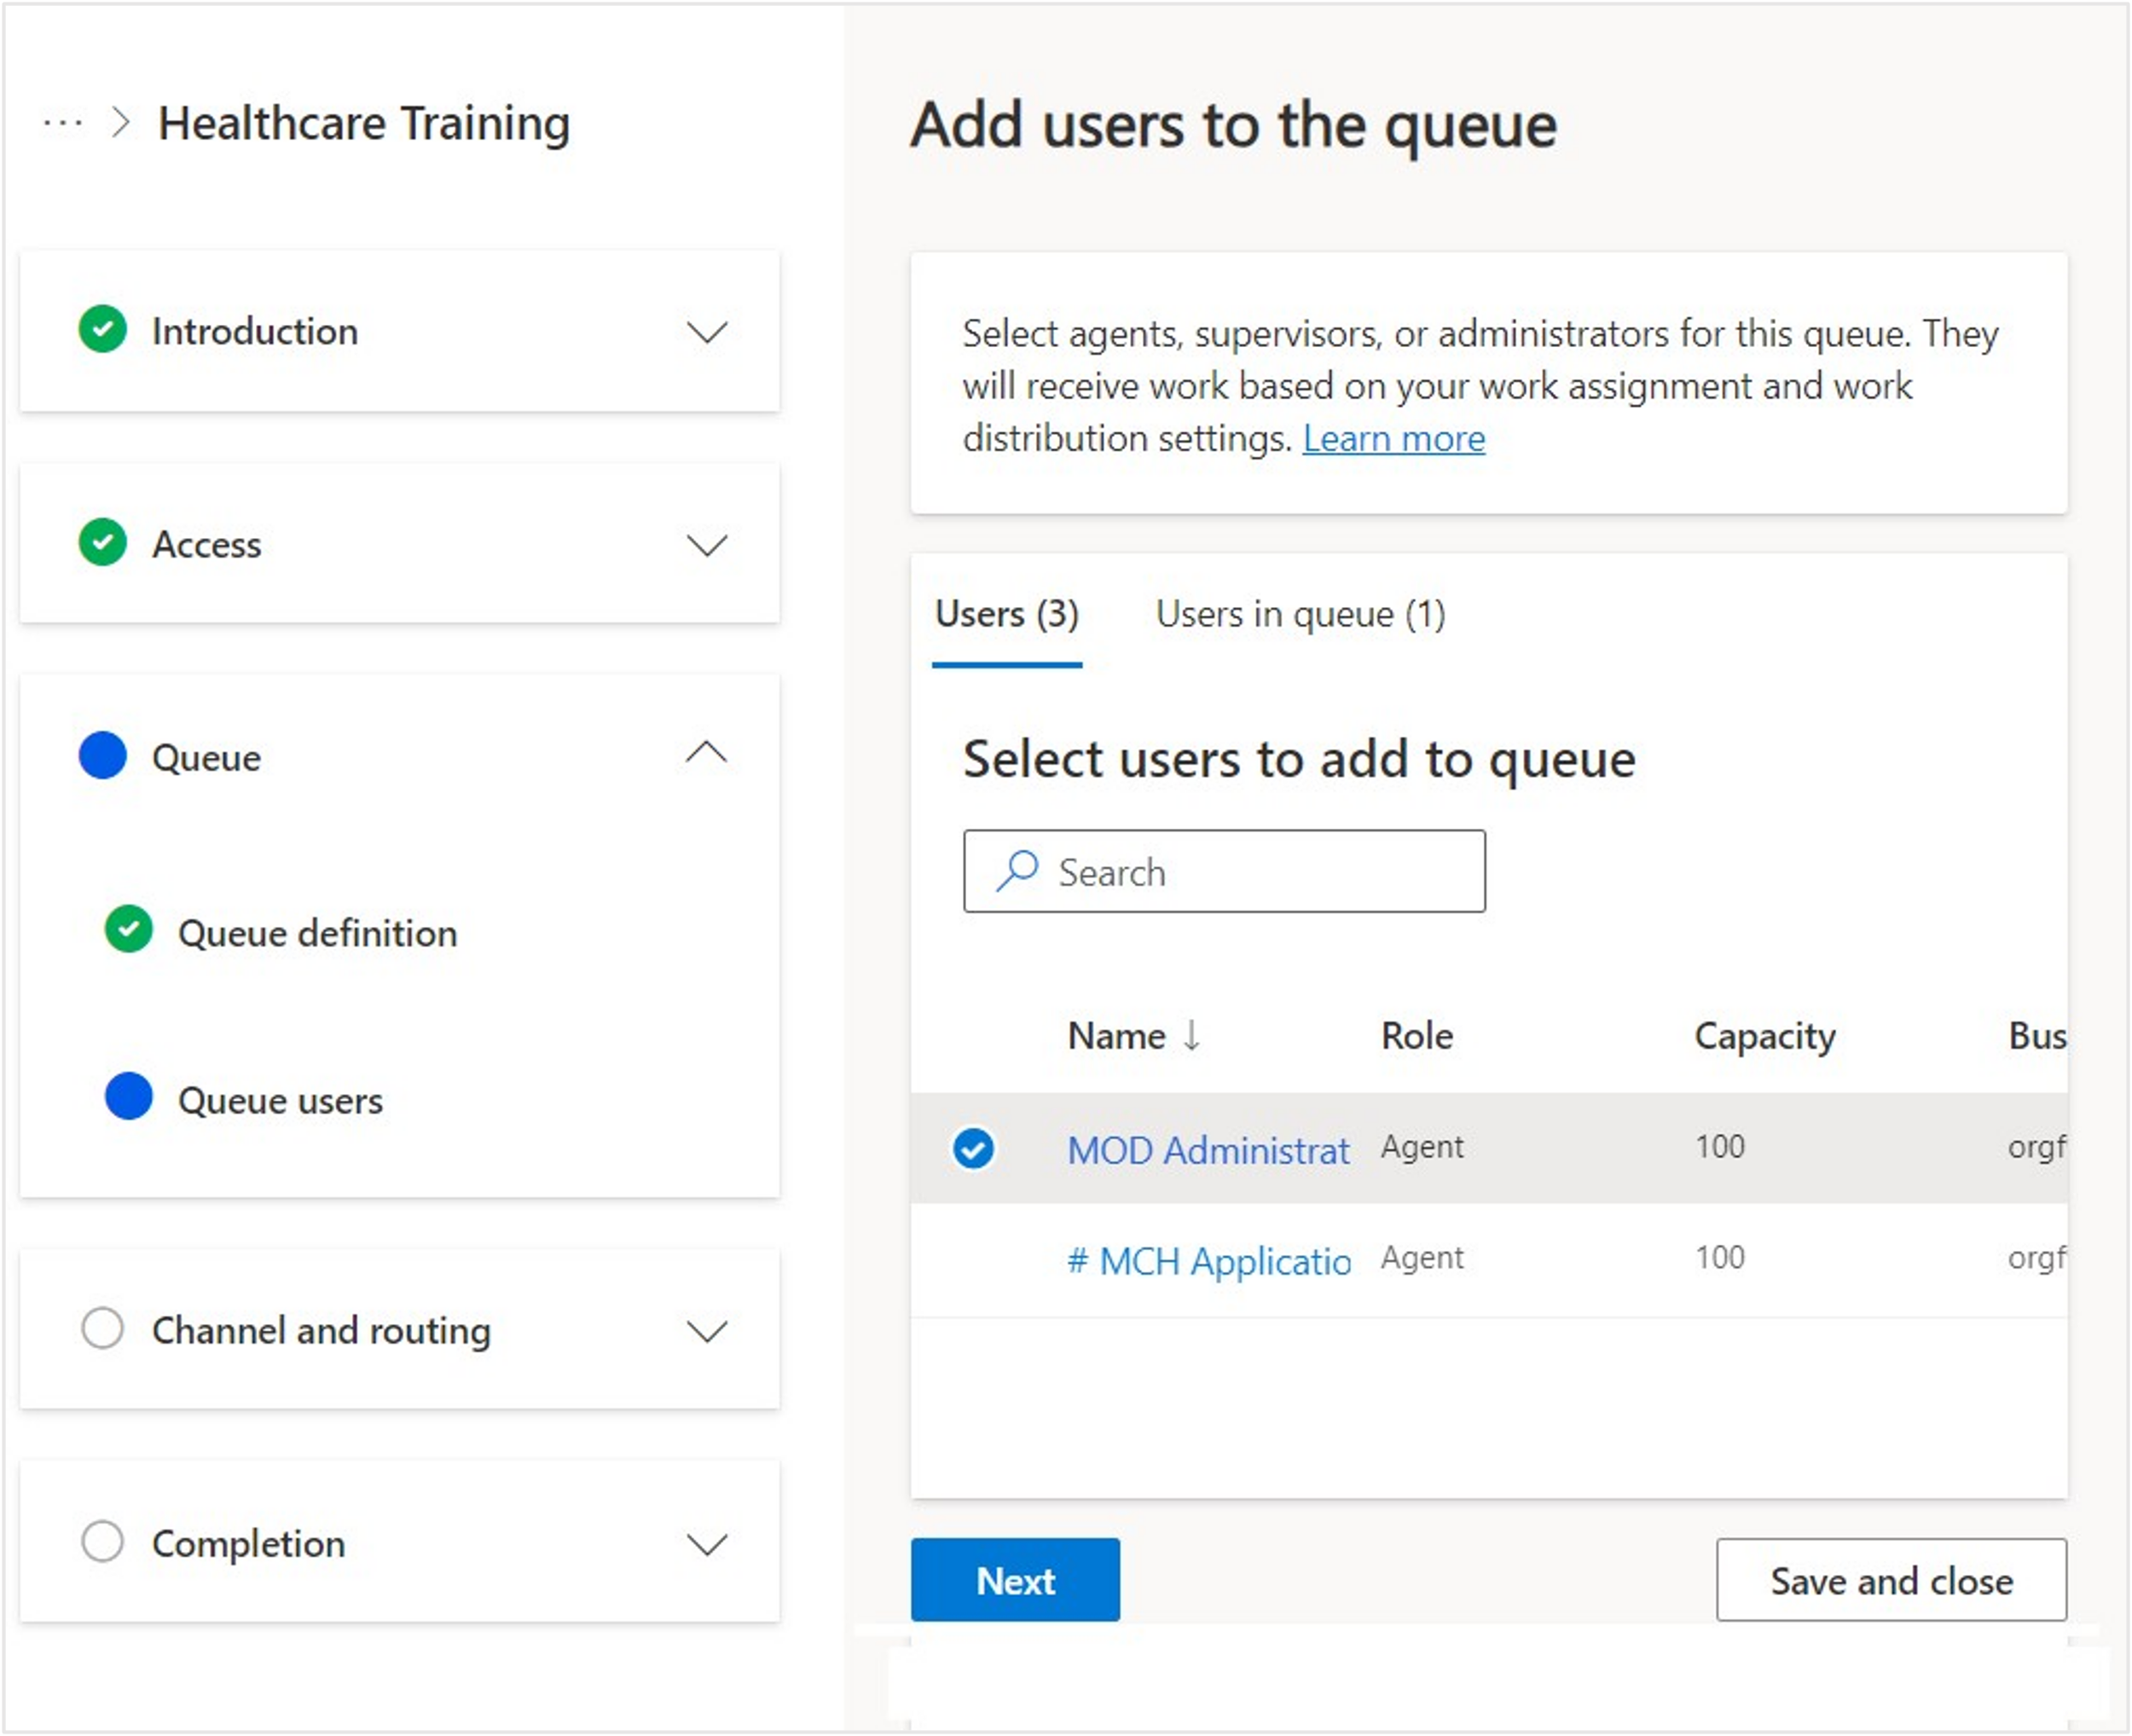 ··· > Healthcare Training
Introduction
Access
Queue
Queue definition
Queue users
Channel and routing
Completion
Add users to the queue
Select agents, supervisors, or administrators for this queue. They
will receive work based on your work assignment and work
distribution settings. Learn more
Users (3) Users in queue (1)
Select users to add to queue
Search
Name ↓ Role Capacity Bus
MOD Administrat Agent 100 orgf
# MCH Applicatio Agent 100 orgf
Next Save and close